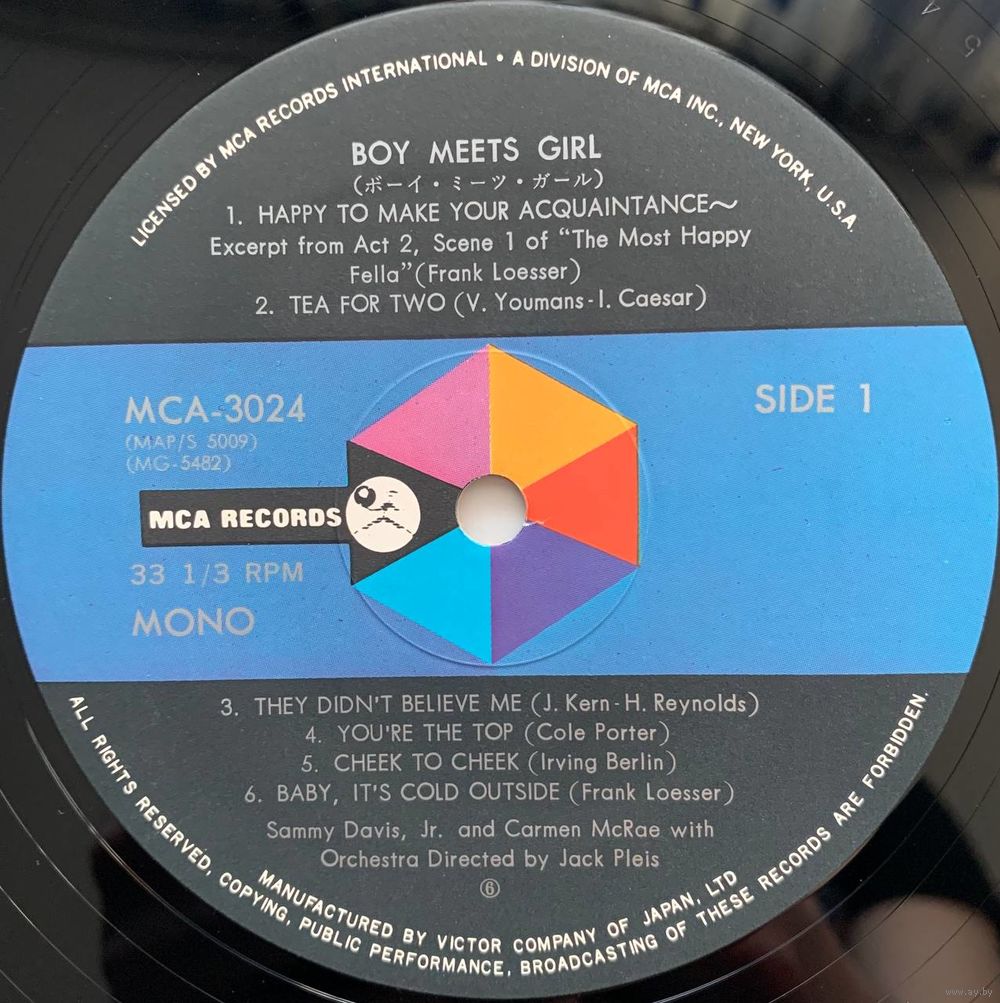 LICENSED BY MCA RECORDS INTERNATIONAL • A DIVISION OF MCA INC., NEW YORK, U.S.A.
BOY MEETS GIRL
(ボーイ・ミーツ・ガール)
1. HAPPY TO MAKE YOUR ACQUAINTANCE～
Excerpt from Act 2, Scene 1 of “The Most Happy
Fella”(Frank Loesser)
2. TEA FOR TWO (V. Youmans-I. Caesar)
MCA-3024
SIDE 1
(MAP/S 5009)
(MG-5482)
MCA RECORDS
33 1/3 RPM
MONO
3. THEY DIDN'T BELIEVE ME (J. Kern-H. Reynolds)
4. YOU'RE THE TOP (Cole Porter)
5. CHEEK TO CHEEK (Irving Berlin)
6. BABY, IT'S COLD OUTSIDE (Frank Loesser)
Sammy Davis, Jr. and Carmen McRae with
Orchestra Directed by Jack Pleis
⑥
MANUFACTURED BY VICTOR COMPANY OF JAPAN, LTD
ALL RIGHTS RESERVED, COPYING, PUBLIC PERFORMANCE, BROADCASTING OF THESE RECORDS ARE FORBIDDEN.
www.ay.by